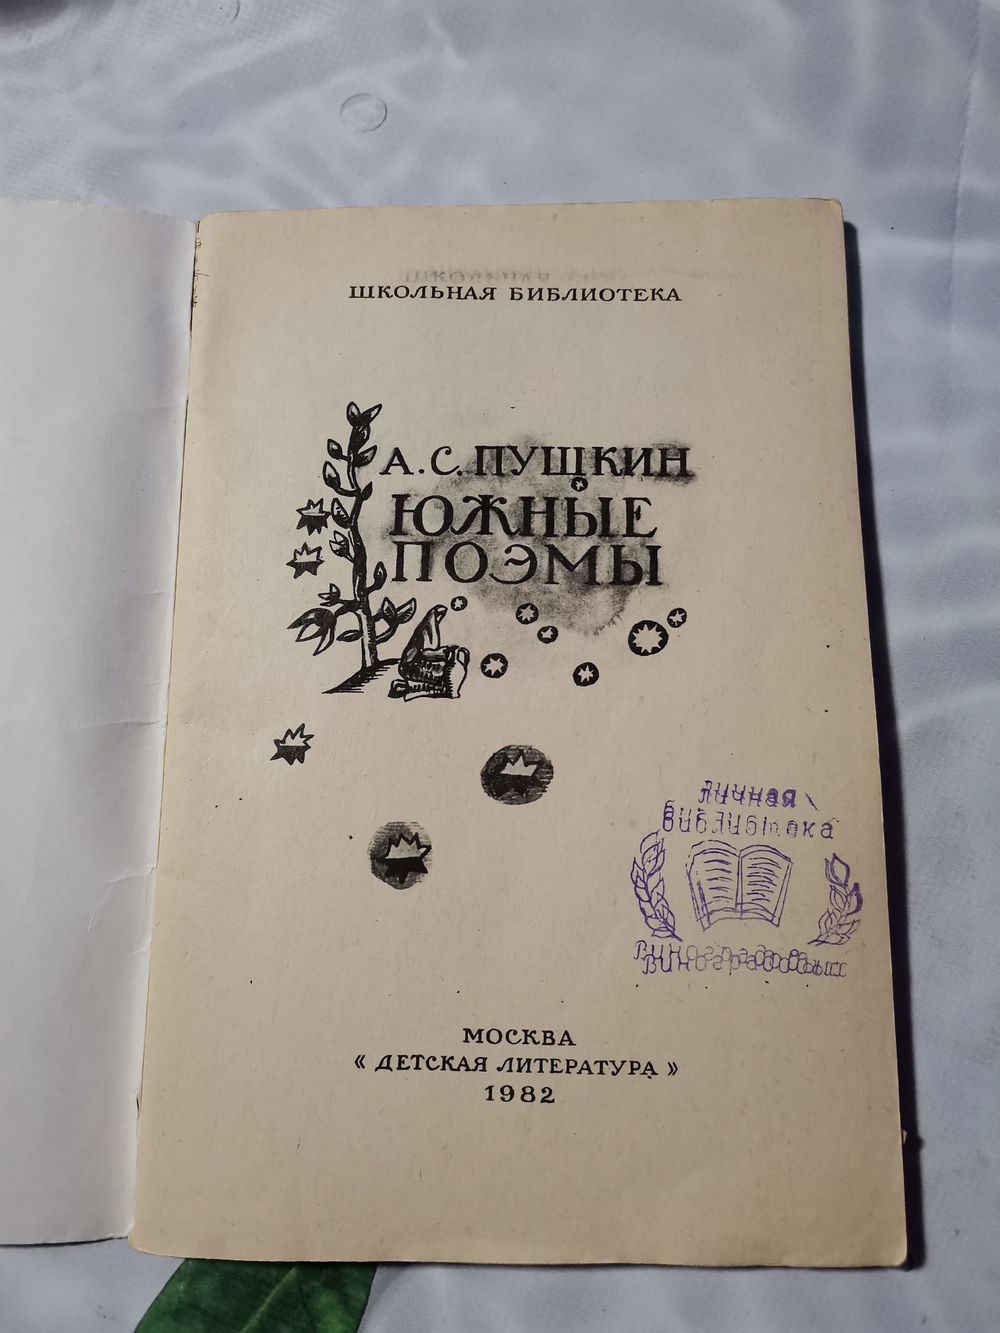 ШКОЛЬНАЯ БИБЛИОТЕКА
А.С. ПУШКИН
ЮЖНЫЕ
ПОЭМЫ
личная
библиотека
МОСКВА
«ДЕТСКАЯ ЛИТЕРАТУРА»
1982